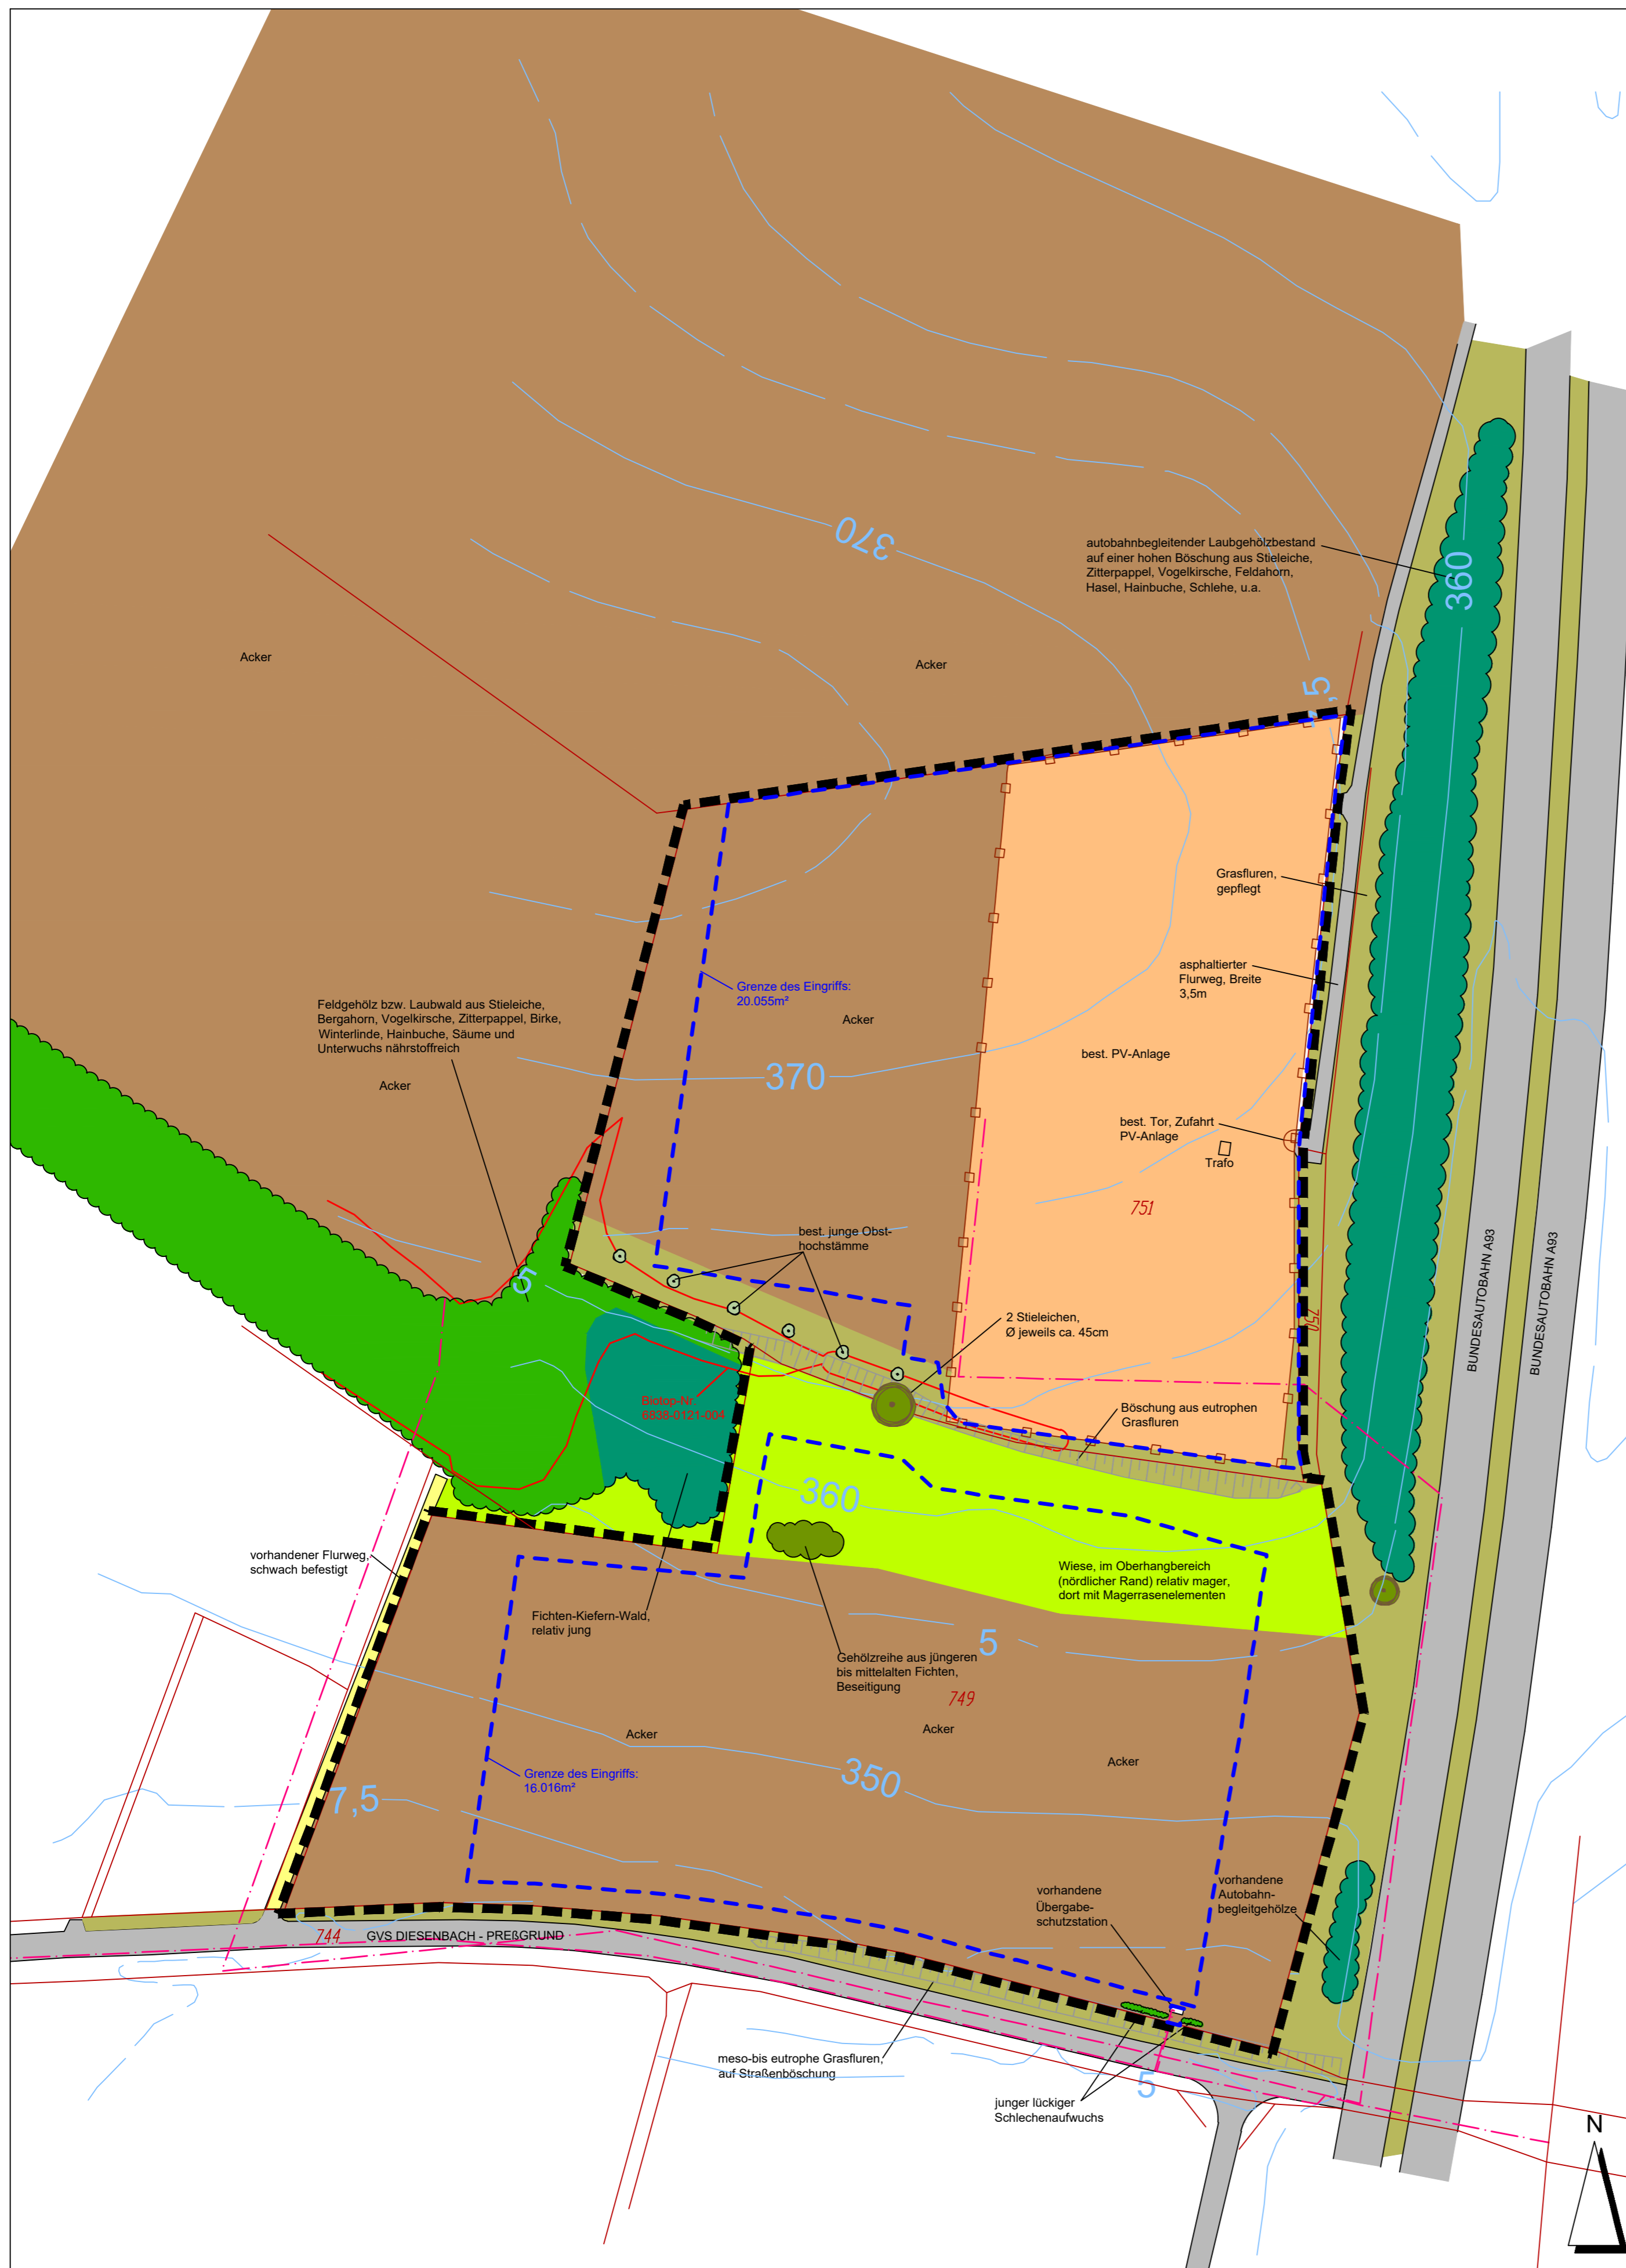 370
autobahnbegleitender Laubgehölzbestand
auf einer hohen Böschung aus Stieleiche,
Zitterpappel, Vogelkirsche, Feldahorn,
Hasel, Hainbuche, Schlehe, u.a.
360
Acker
Acker
Grasfluren,
gepflegt
asphaltierter
Flurweg, Breite
3,5m
Grenze des Eingriffs:
20.055m²
Feldgehölz bzw. Laubwald aus Stieleiche,
Bergahorn, Vogelkirsche, Zitterpappel, Birke,
Winterlinde, Hainbuche, Säume und
Unterwuchs nährstoffreich
Acker
Acker
370
best. PV-Anlage
best. Tor, Zufahrt
PV-Anlage
Trafo
751
best. junge Obst-
hochstämme
5
2 Stieleichen,
Ø jeweils ca. 45cm
750
BUNDESAUTOBAHN A93
BUNDESAUTOBAHN A93
Biotop-Nr.
6838-0121-004
Böschung aus eutrophen
Grasfluren
360
vorhandener Flurweg,
schwach befestigt
Wiese, im Oberhangbereich
(nördlicher Rand) relativ mager,
dort mit Magerrasenelementen
Fichten-Kiefern-Wald,
relativ jung
5
Gehölzreihe aus jüngeren
bis mittelalten Fichten,
Beseitigung
749
Acker
Acker
Acker
Grenze des Eingriffs:
16.016m²
350
7,5
vorhandene
Übergabe-
schutzstation
vorhandene
Autobahn-
begleitgehölze
744
GVS DIESENBACH - PREßGRUND
meso-bis eutrophe Grasfluren,
auf Straßenböschung
5
junger lückiger
Schlechenaufwuchs
N